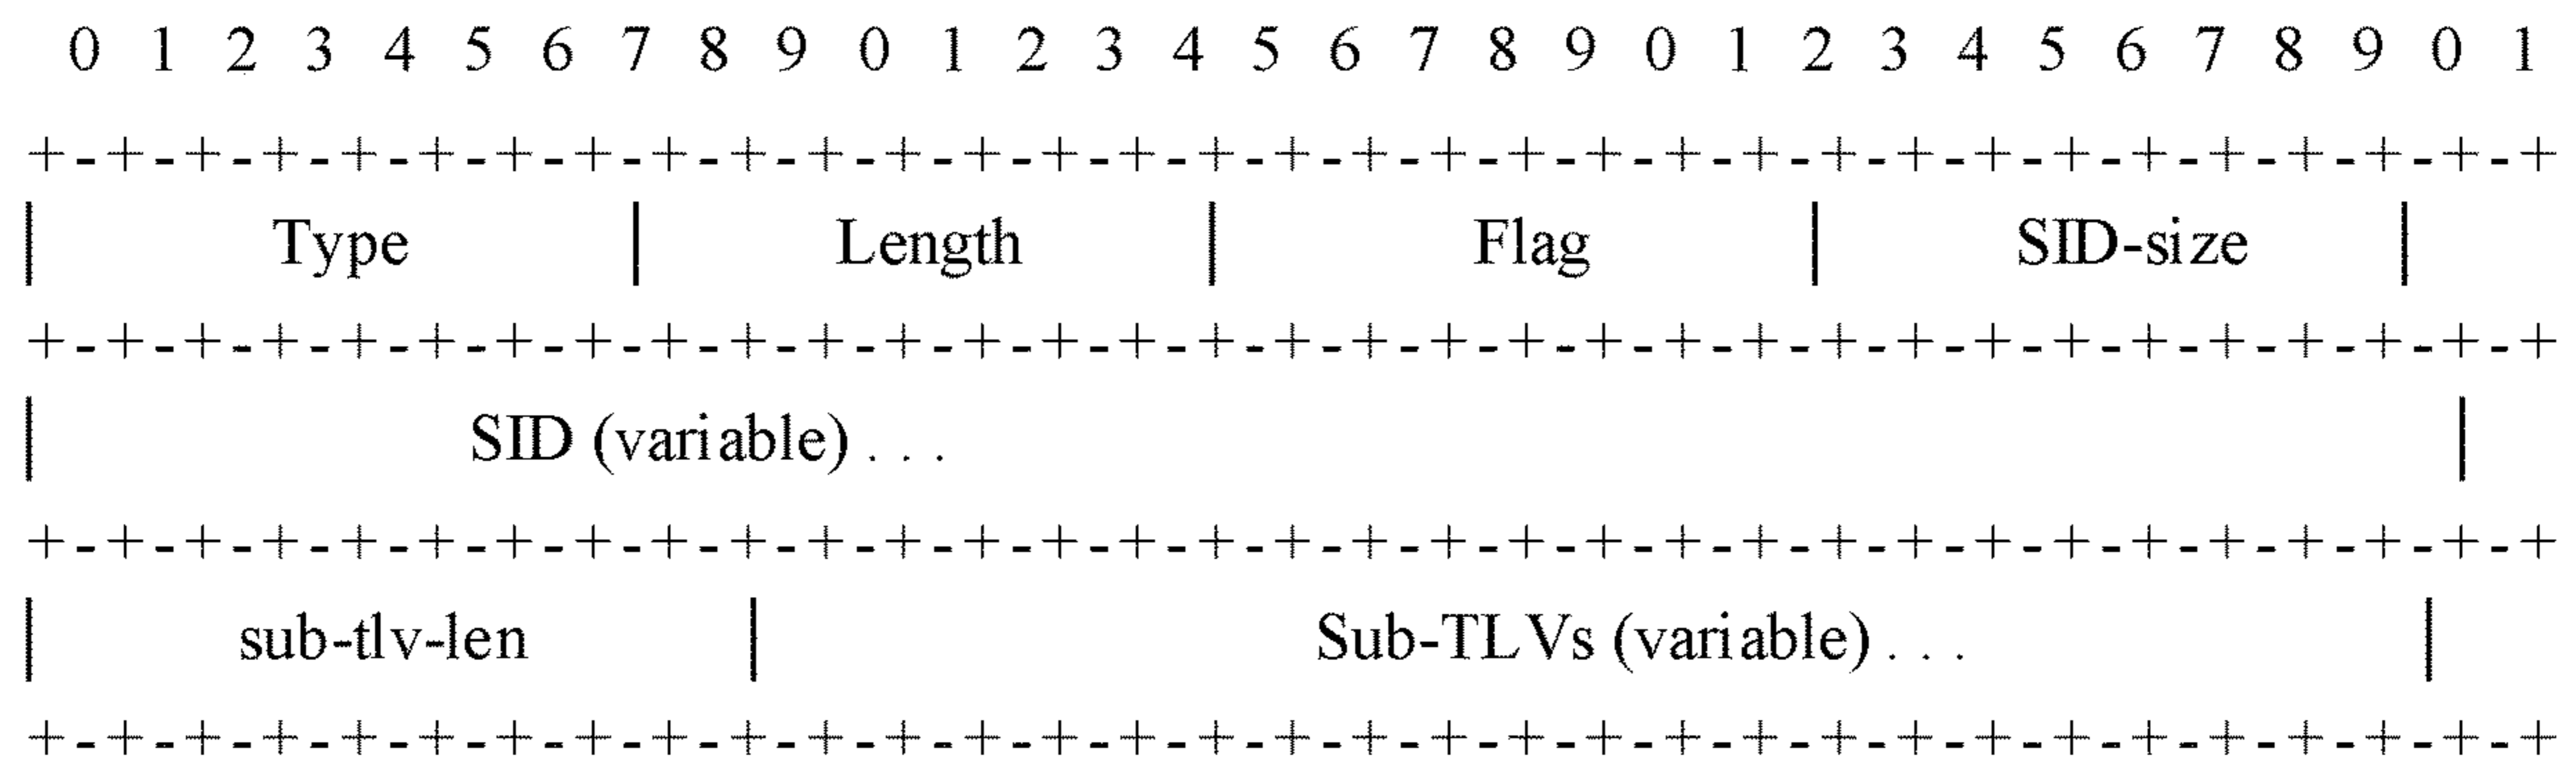 0 1 2 3 4 5 6 7 8 9 0 1 2 3 4 5 6 7 8 9 0 1 2 3 4 5 6 7 8 9 0 1
+-+-+-+-+-+-+-+-+-+-+-+-+-+-+-+-+-+-+-+-+-+-+-+-+-+-+-+-+-+-+-+-+
| Type | Length | Flag | SID-size |
+-+-+-+-+-+-+-+-+-+-+-+-+-+-+-+-+-+-+-+-+-+-+-+-+-+-+-+-+-+-+-+-+
| SID (variable) . . . |
+-+-+-+-+-+-+-+-+-+-+-+-+-+-+-+-+-+-+-+-+-+-+-+-+-+-+-+-+-+-+-+-+
| sub-tlv-len | Sub-TLVs (variable) . . . |
+-+-+-+-+-+-+-+-+-+-+-+-+-+-+-+-+-+-+-+-+-+-+-+-+-+-+-+-+-+-+-+-+